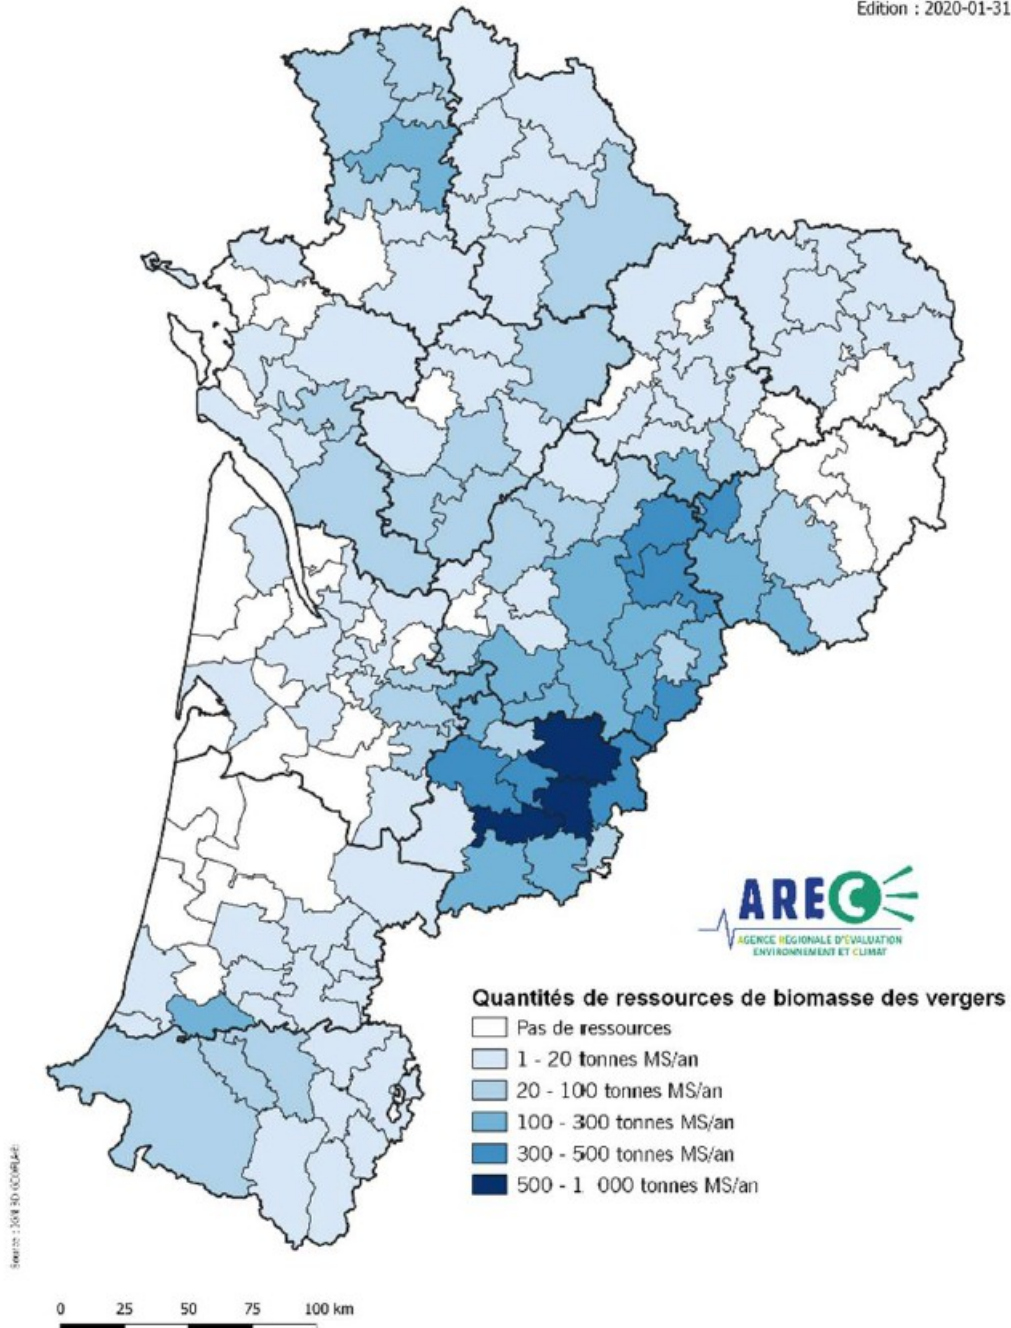 Edition : 2020-01-31
AREC
AGENCE RÉGIONALE D'ÉVALUATION
ENVIRONNEMENT ET CLIMAT
Quantités de ressources de biomasse des vergers
Pas de ressources
1 - 20 tonnes MS/an
20 - 100 tonnes MS/an
100 - 300 tonnes MS/an
300 - 500 tonnes MS/an
500 - 1 000 tonnes MS/an
0 25 50 75 100 km